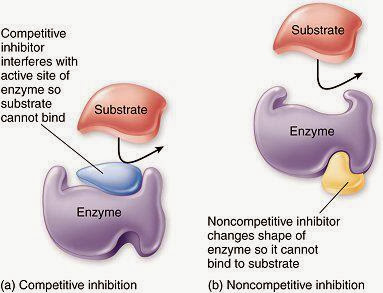 Competitive
inhibitor
interferes with
active site of
enzyme so
substrate
cannot bind
Substrate
Enzyme
(a) Competitive inhibition
Substrate
Enzyme
Noncompetitive inhibitor
changes shape of
enzyme so it cannot
bind to substrate
(b) Noncompetitive inhibition